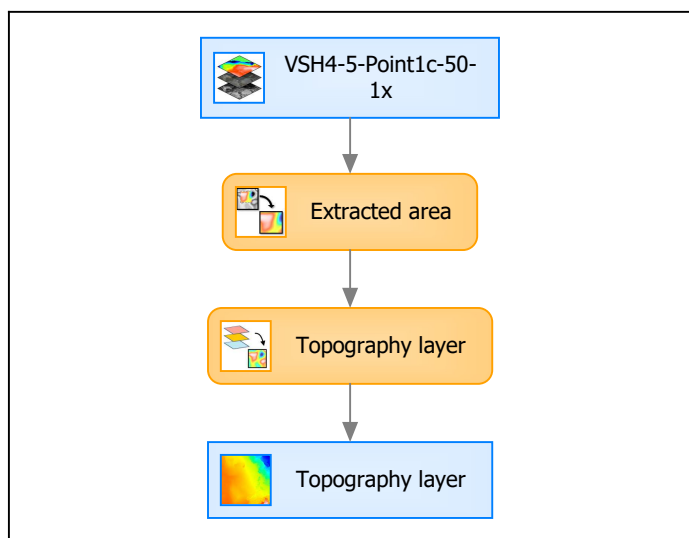 VSH4-5-Point1c-50-
1x
Extracted area
Topography layer
Topography layer